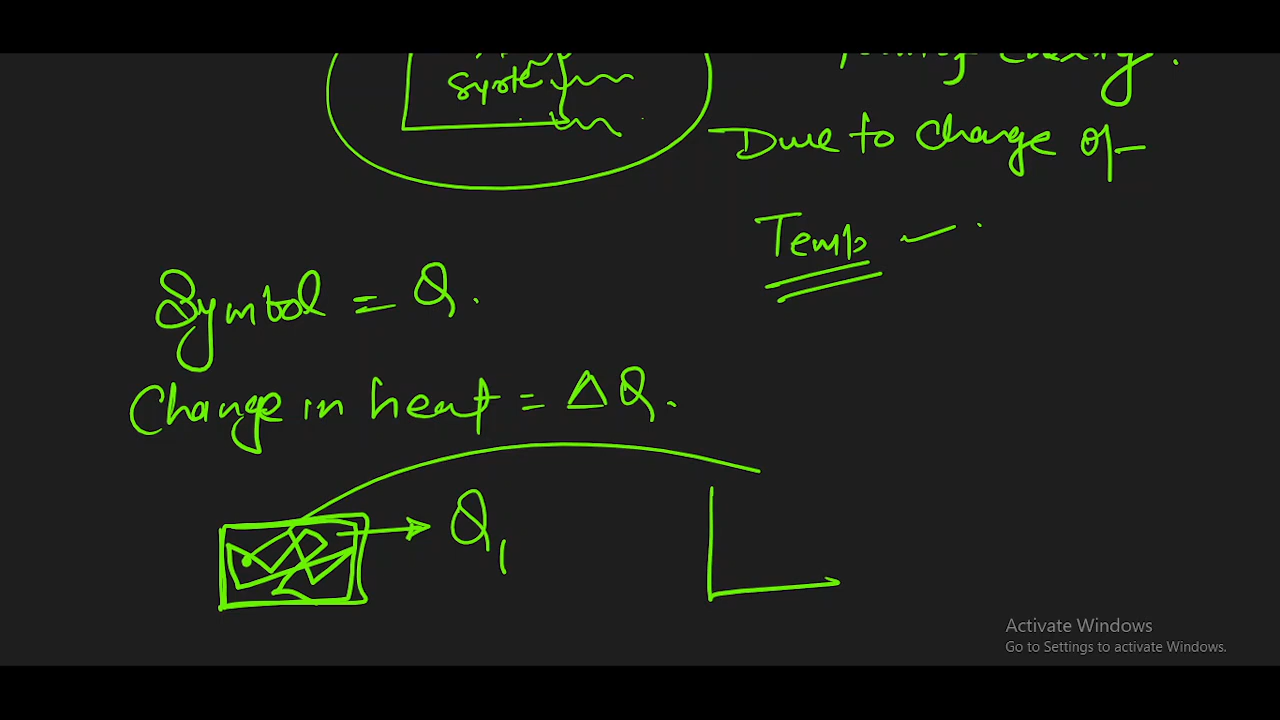 Syste
Due to change of
Temp
Symbol = Q.
Change in heat = ΔQ.
Q1
Activate Windows
Go to Settings to activate Windows.